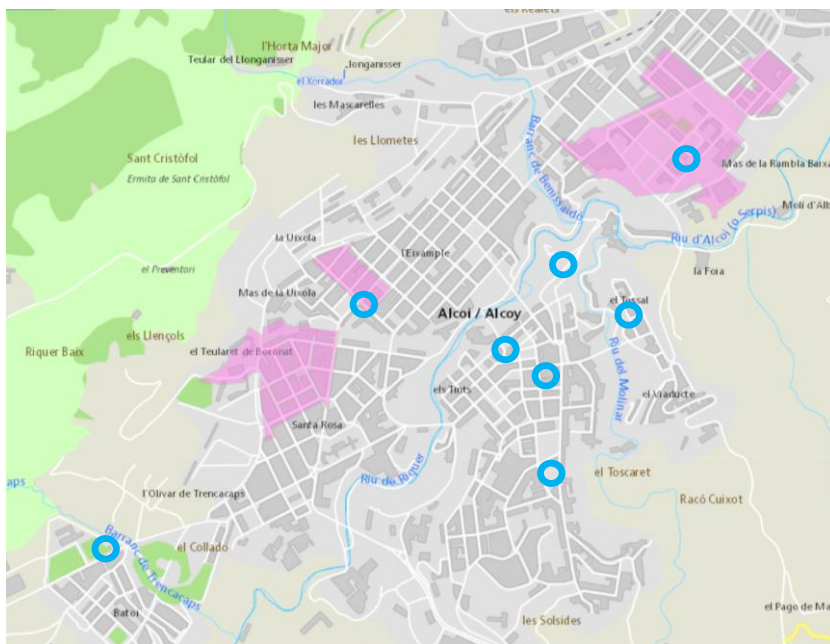 els Realets
l'Horta Major
Teular del Llonganisser
Llonganisser
el Xorrador
les Mascarelles
les Llometes
Barranc de Benissaidó
Sant Cristòfol
Ermita de Sant Cristòfol
Mas de la Rambla Baixa
Molí d'Alb
Riu d'Alcoi (o Serpis)
la Uixola
l'Eixample
el Preventori
la Foia
Mas de la Uixola
el Tossal
Alcoi / Alcoy
els Llençols
Riquer Baix
el Teularet de Boronat
Riu del Molinar
els Tints
el Viaducte
Santa Rosa
Riu de Riquer
el Toscaret
aps
l'Olivar de Trencacaps
Racó Cuixot
Barranc de Trencacaps
el Collado
Batoi
les Solsides
el Pago de Ma